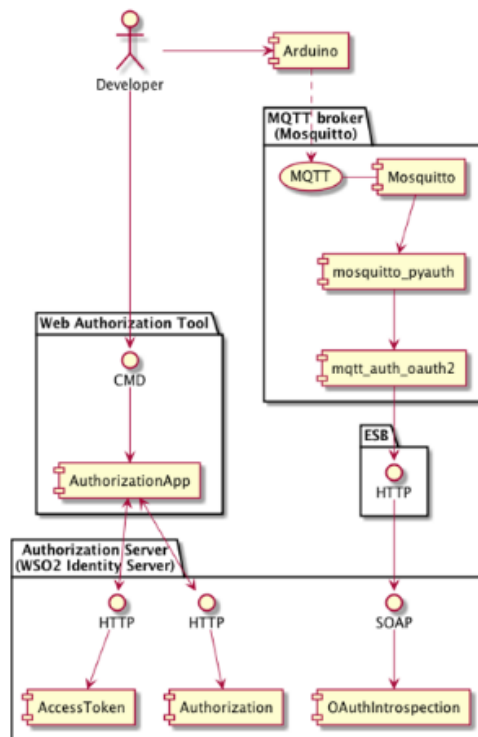 Developer
Arduino
MQTT broker
(Mosquitto)
MQTT
Mosquitto
mosquitto_pyauth
mqtt_auth_oauth2
Web Authorization Tool
CMD
AuthorizationApp
ESB
HTTP
Authorization Server
(WSO2 Identity Server)
HTTP
HTTP
SOAP
AccessToken
Authorization
OAuthIntrospection